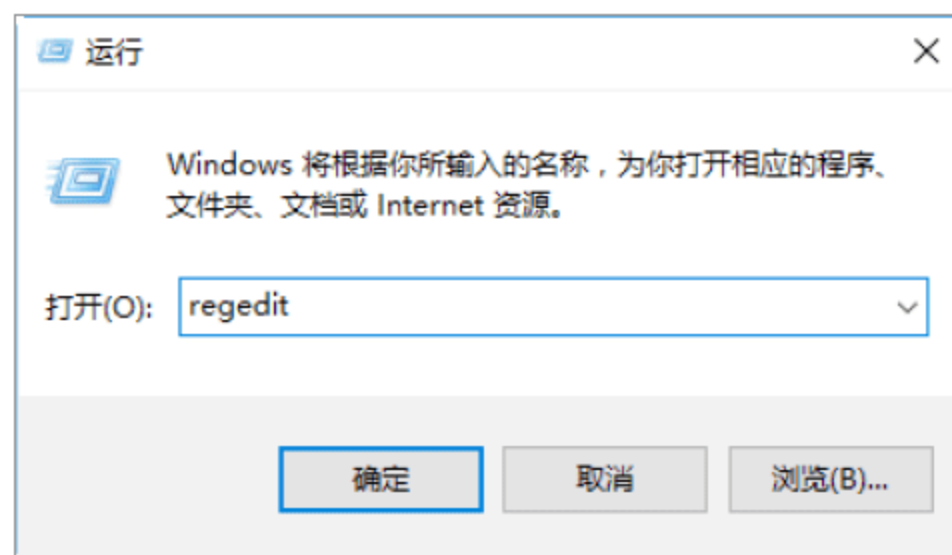 运行
Windows 将根据你所输入的名称，为你打开相应的程序、
文件夹、文档或 Internet 资源。
打开(O): regedit
确定 取消 浏览(B)...